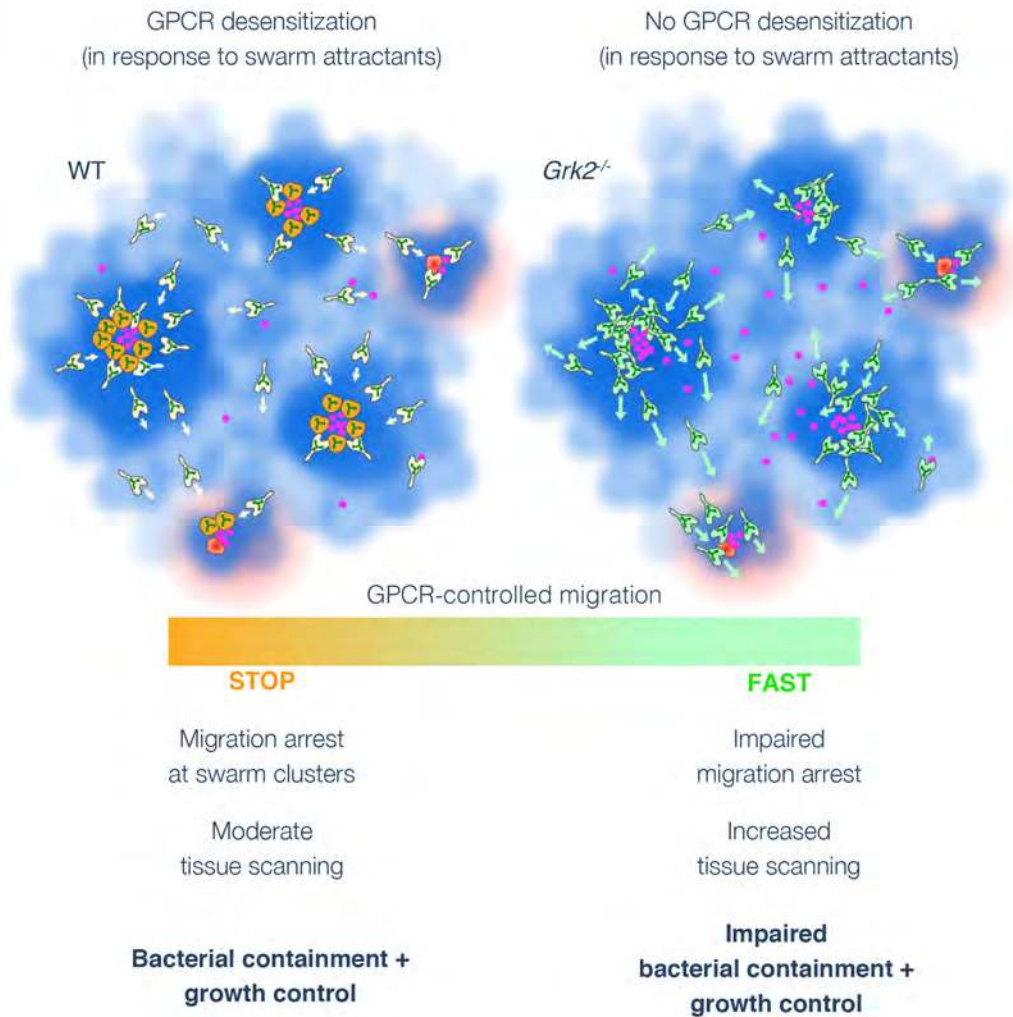 GPCR desensitization
(in response to swarm attractants)
No GPCR desensitization
(in response to swarm attractants)
WT
Grk2-/-
GPCR-controlled migration
STOP
FAST
Migration arrest
at swarm clusters
Impaired
migration arrest
Moderate
tissue scanning
Increased
tissue scanning
Bacterial containment +
growth control
Impaired
bacterial containment +
growth control